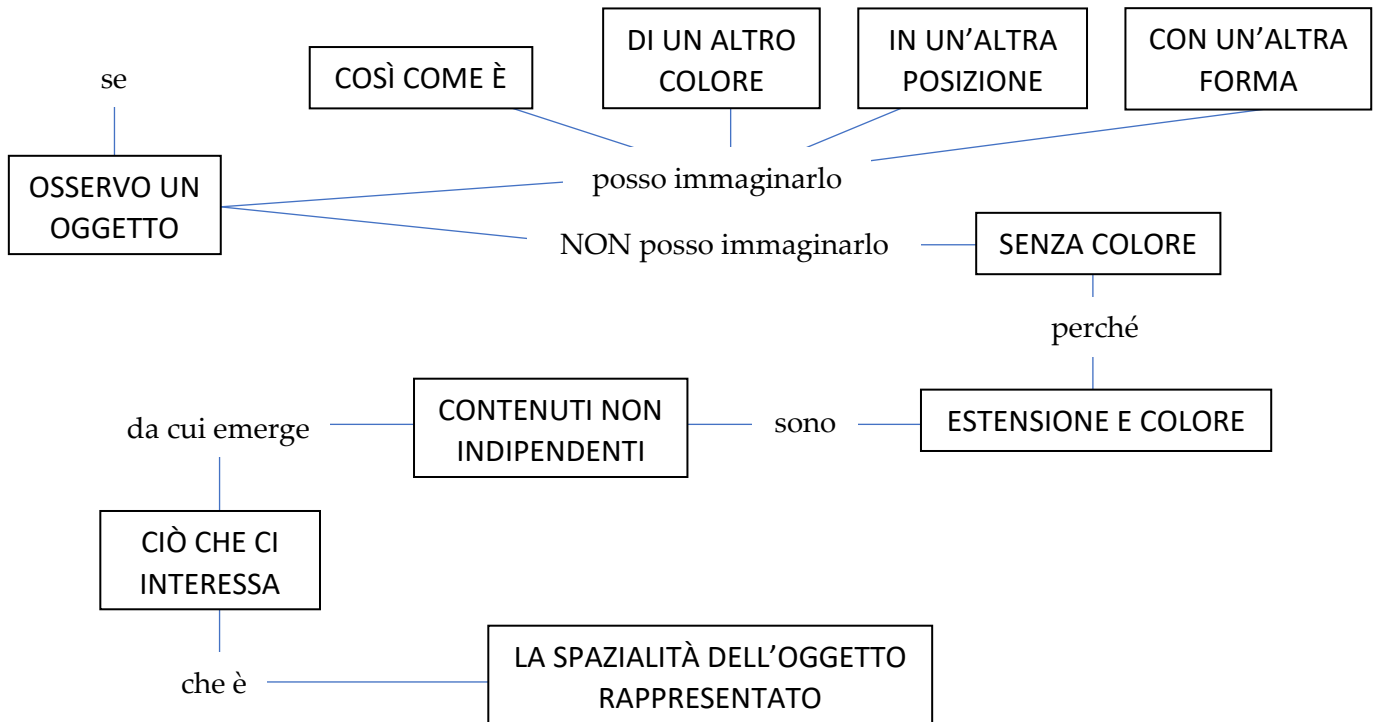 se
COSÌ COME È
DI UN ALTRO
COLORE
IN UN’ALTRA
POSIZIONE
CON UN’ALTRA
FORMA
OSSERVO UN
OGGETTO
posso immaginarlo
NON posso immaginarlo
SENZA COLORE
perché
ESTENSIONE E COLORE
sono
CONTENUTI NON
INDIPENDENTI
da cui emerge
CIÒ CHE CI
INTERESSA
che è
LA SPAZIALITÀ DELL’OGGETTO
RAPPRESENTATO